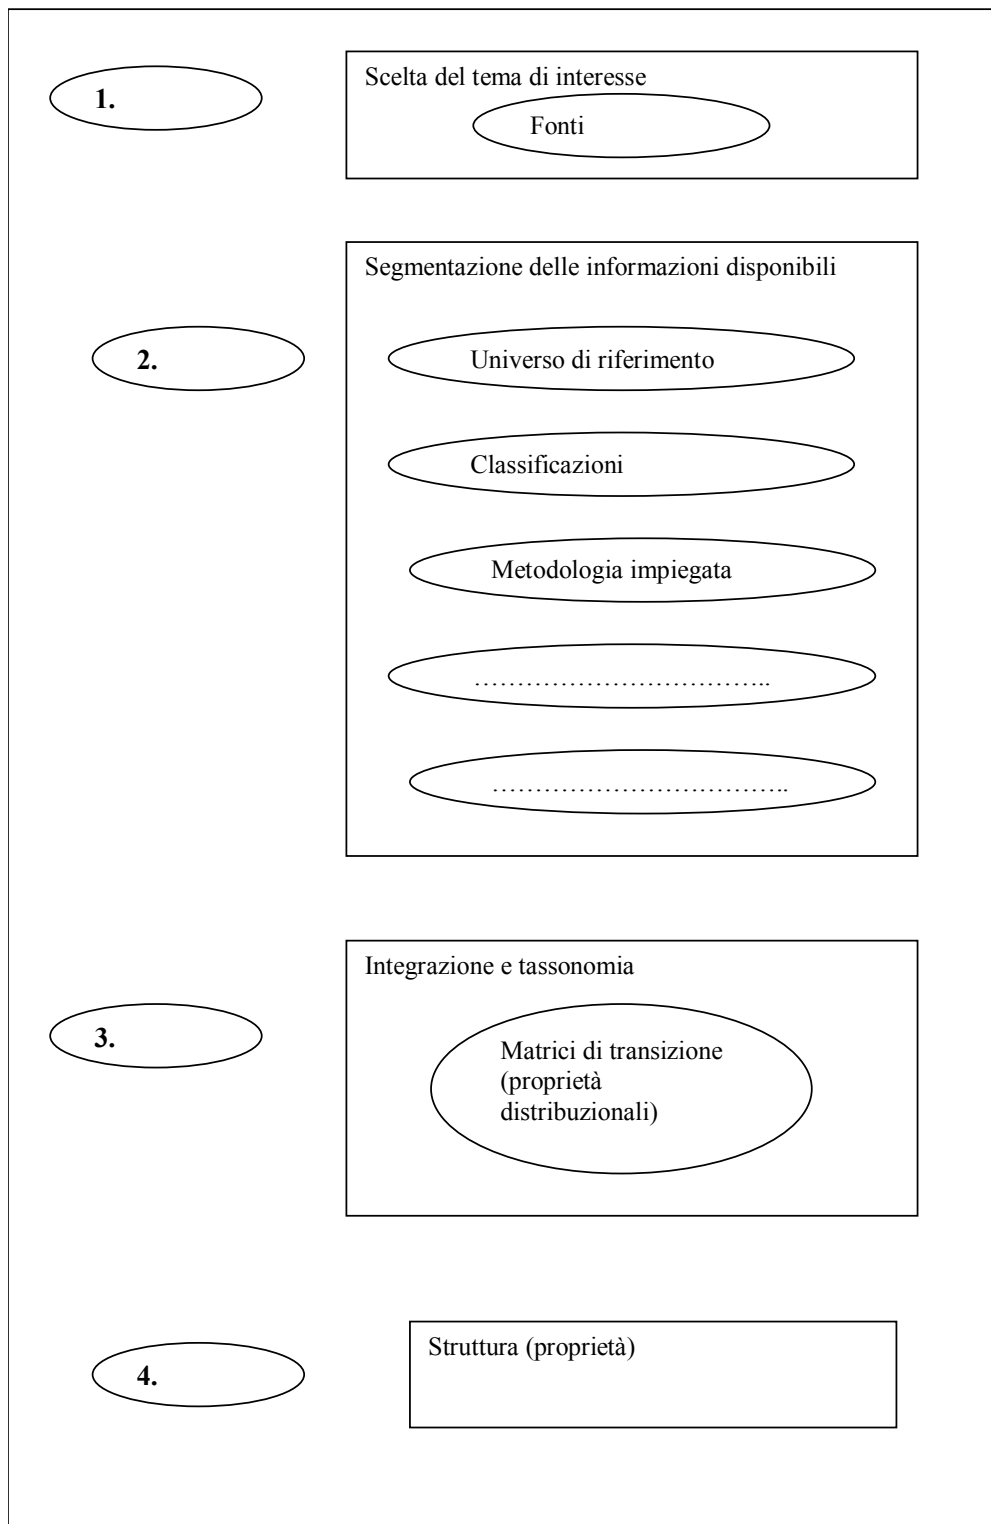 1.
Scelta del tema di interesse
Fonti
Segmentazione delle informazioni disponibili
2.
Universo di riferimento
Classificazioni
Metodologia impiegata
……………………………..
……………………………..
Integrazione e tassonomia
3.
Matrici di transizione
(proprietà
distribuzionali)
Struttura (proprietà)
4.